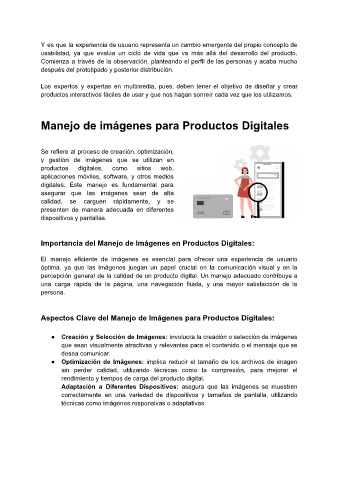 Y es que la experiencia de usuario representa un cambio emergente del propio concepto de
usabilidad, ya que evalúa un ciclo de vida que va más allá del desarrollo del producto.
Comienza a través de la observación, planteando el perfil de las personas y acaba mucho
después del prototipado y posterior distribución.
Los expertos y expertas en multimedia, pues, deben tener el objetivo de diseñar y crear
productos interactivos fáciles de usar y que nos hagan sonreír cada vez que los utilizamos.
Manejo de imágenes para Productos Digitales
Se refiere al proceso de creación, optimización,
y gestión de imágenes que se utilizan en
productos digitales, como sitios web,
aplicaciones móviles, software, y otros medios
digitales. Este manejo es fundamental para
asegurar que las imágenes sean de alta
calidad, se carguen rápidamente, y se
presenten de manera adecuada en diferentes
dispositivos y pantallas.
Importancia del Manejo de Imágenes en Productos Digitales:
El manejo eficiente de imágenes es esencial para ofrecer una experiencia de usuario
óptima, ya que las imágenes juegan un papel crucial en la comunicación visual y en la
percepción general de la calidad de un producto digital. Un manejo adecuado contribuye a
una carga rápida de la página, una navegación fluida, y una mayor satisfacción de la
persona.
Aspectos Clave del Manejo de Imágenes para Productos Digitales:
● Creación y Selección de Imágenes: involucra la creación o selección de imágenes
que sean visualmente atractivas y relevantes para el contenido o el mensaje que se
desea comunicar.
● Optimización de Imágenes: implica reducir el tamaño de los archivos de imagen
sin perder calidad, utilizando técnicas como la compresión, para mejorar el
rendimiento y tiempos de carga del producto digital.
Adaptación a Diferentes Dispositivos: asegura que las imágenes se muestren
correctamente en una variedad de dispositivos y tamaños de pantalla, utilizando
técnicas como imágenes responsivas o adaptativas.